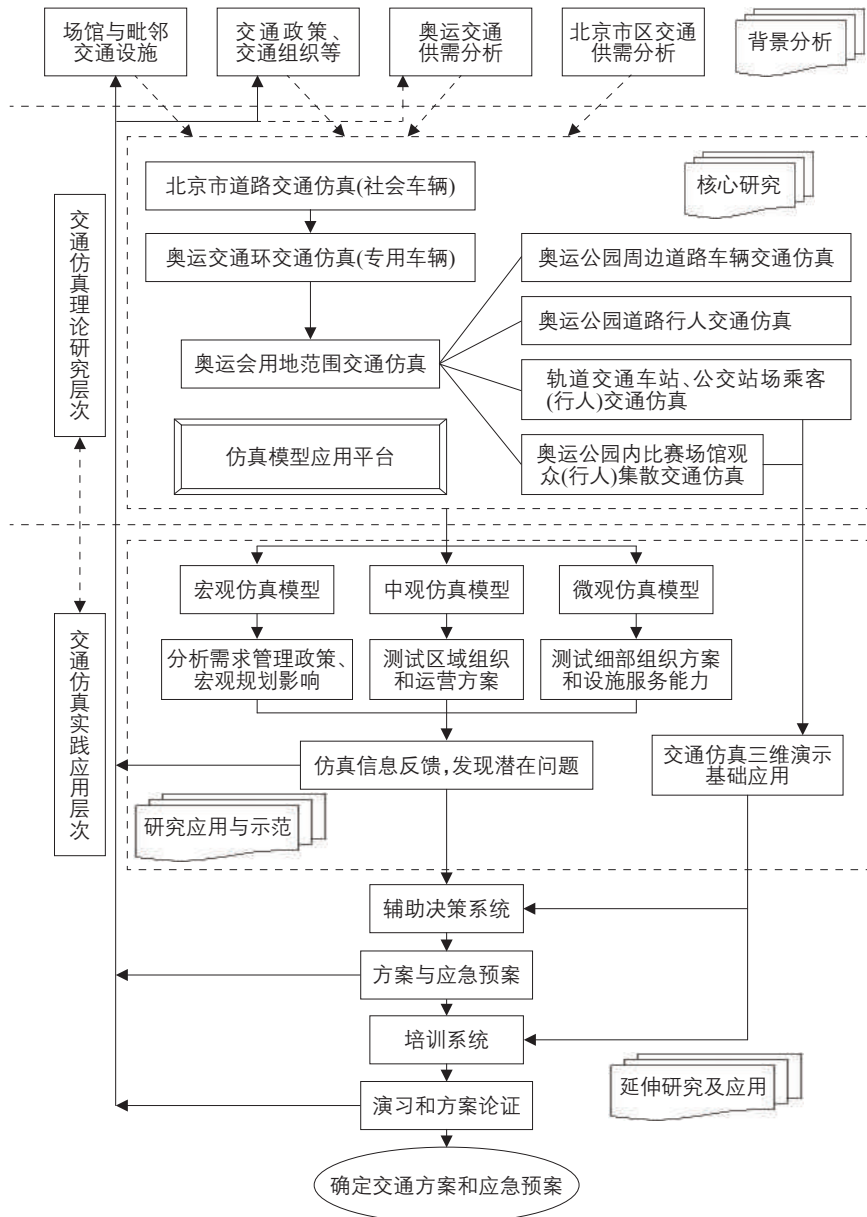 场馆与毗邻
交通设施
交通政策、
交通组织等
奥运交通
供需分析
北京市区交通
供需分析
背景分析
交通仿真理论研究层次
北京市道路交通仿真(社会车辆)
核心研究
奥运交通环交通仿真(专用车辆)
奥运公园周边道路车辆交通仿真
奥运公园道路行人交通仿真
奥运会用地范围交通仿真
轨道交通车站、公交站场乘客
(行人)交通仿真
仿真模型应用平台
奥运公园内比赛场馆观
众(行人)集散交通仿真
交通仿真实践应用层次
宏观仿真模型
中观仿真模型
微观仿真模型
分析需求管理政策、
宏观规划影响
测试区域组织
和运营方案
测试细部组织方案
和设施服务能力
仿真信息反馈,发现潜在问题
交通仿真三维演示
基础应用
研究应用与示范
辅助决策系统
方案与应急预案
培训系统
延伸研究及应用
演习和方案论证
确定交通方案和应急预案